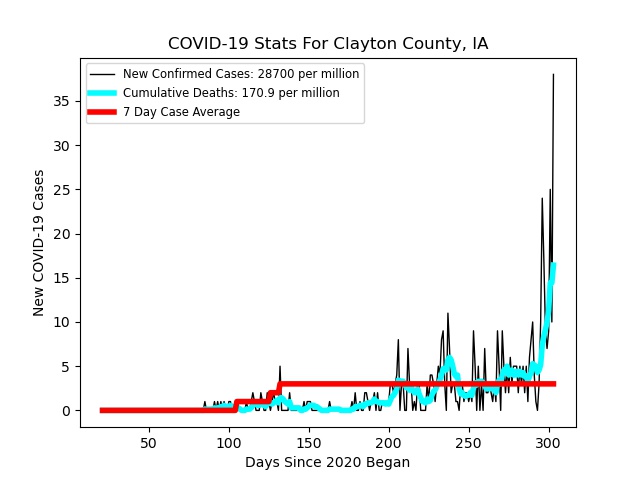 COVID-19 Stats For Clayton County, IA
New Confirmed Cases: 28700 per million
Cumulative Deaths: 170.9 per million
7 Day Case Average
New COVID-19 Cases
35
30
25
20
15
10
5
0
50 100 150 200 250 300
Days Since 2020 Began